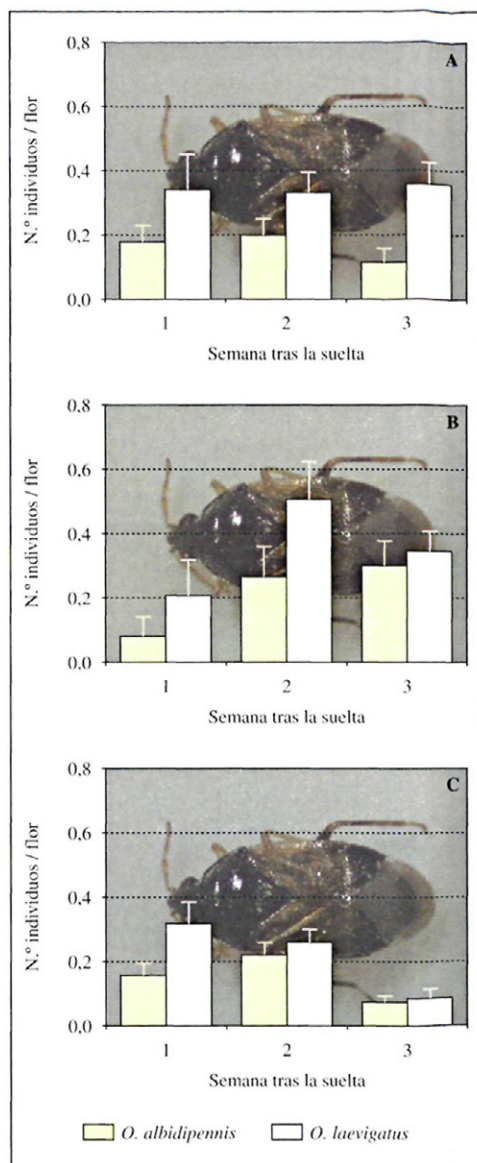 0,8
A
0,6
0,4
0,2
0,0
N.º individuos / flor
1 2 3
Semana tras la suelta
0,8
B
0,6
0,4
0,2
0,0
N.º individuos / flor
1 2 3
Semana tras la suelta
0,8
C
0,6
0,4
0,2
0,0
N.º individuos / flor
1 2 3
Semana tras la suelta
O. albidipennis O. laevigatus